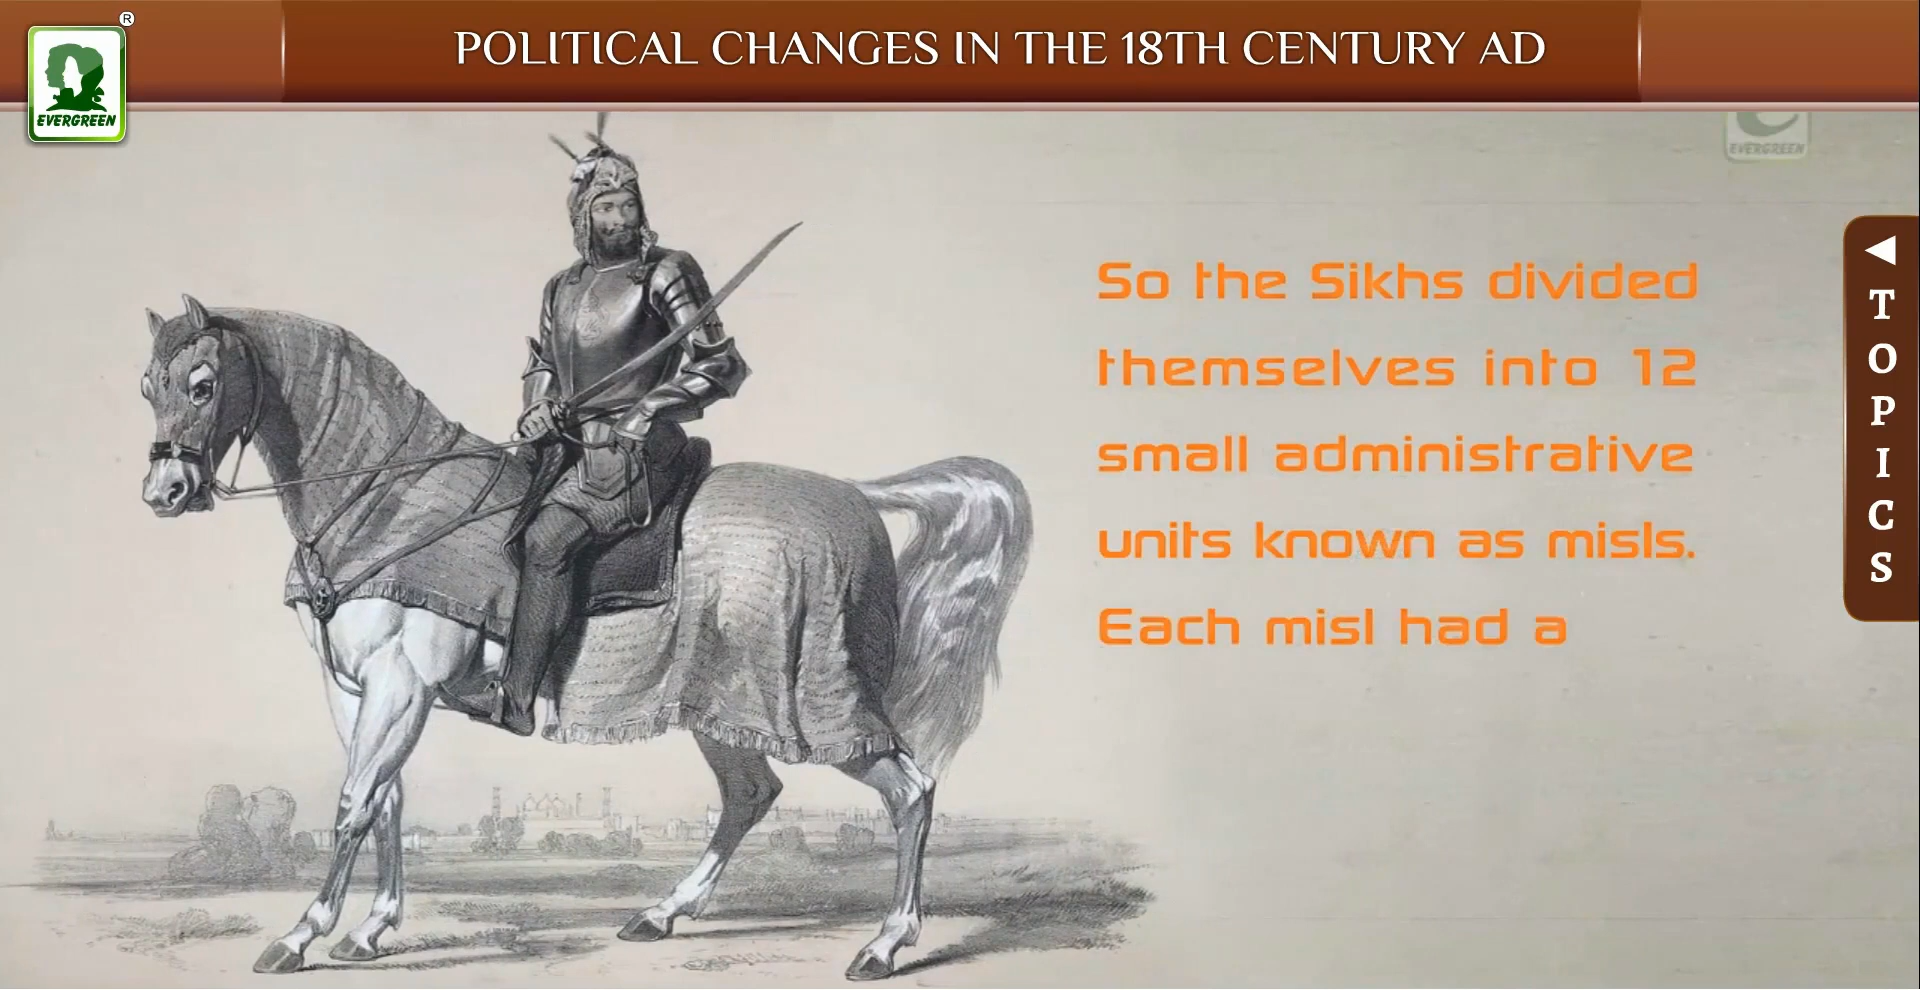 ®
POLITICAL CHANGES IN THE 18TH CENTURY AD
EVERGREEN
EVERGREEN
So the Sikhs divided
themselves into 12
small administrative
units known as misls.
Each misl had a
TOPICS